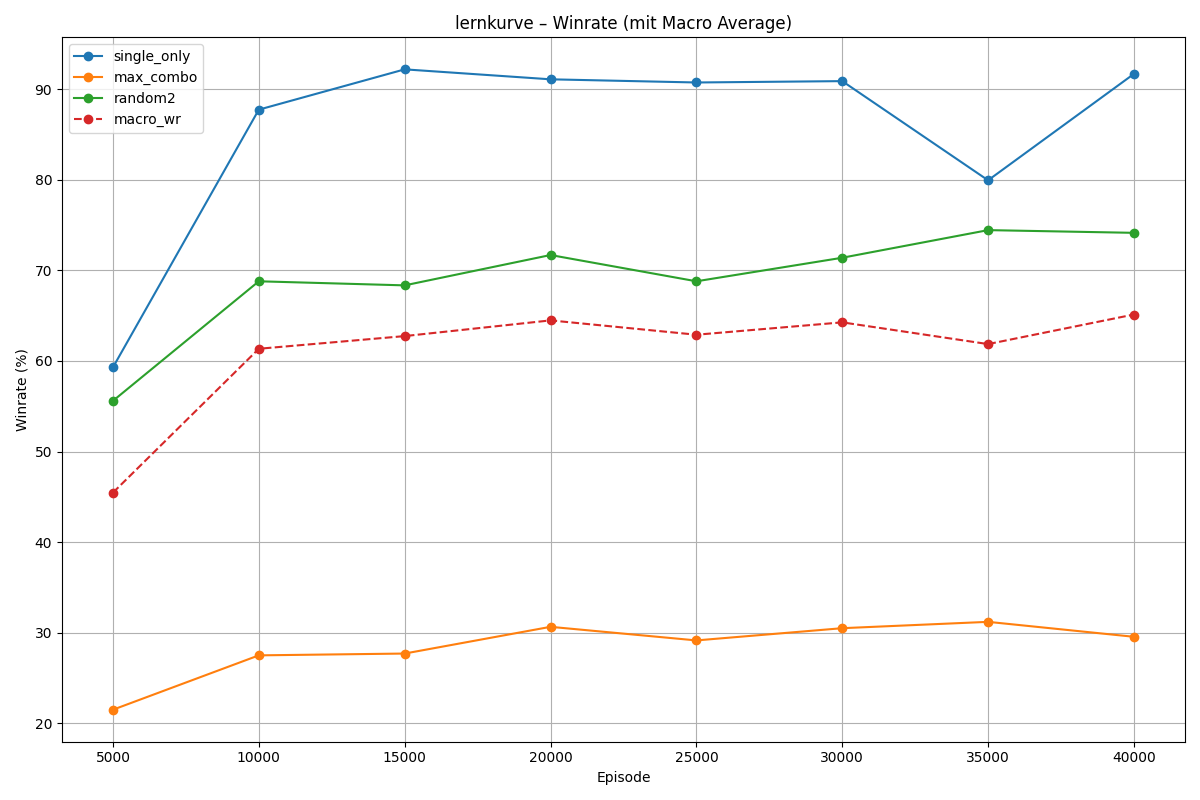 lernkurve – Winrate (mit Macro Average)
single_only
max_combo
random2
macro_wr
Winrate (%)
90
80
70
60
50
40
30
20
5000 10000 15000 20000 25000 30000 35000 40000
Episode